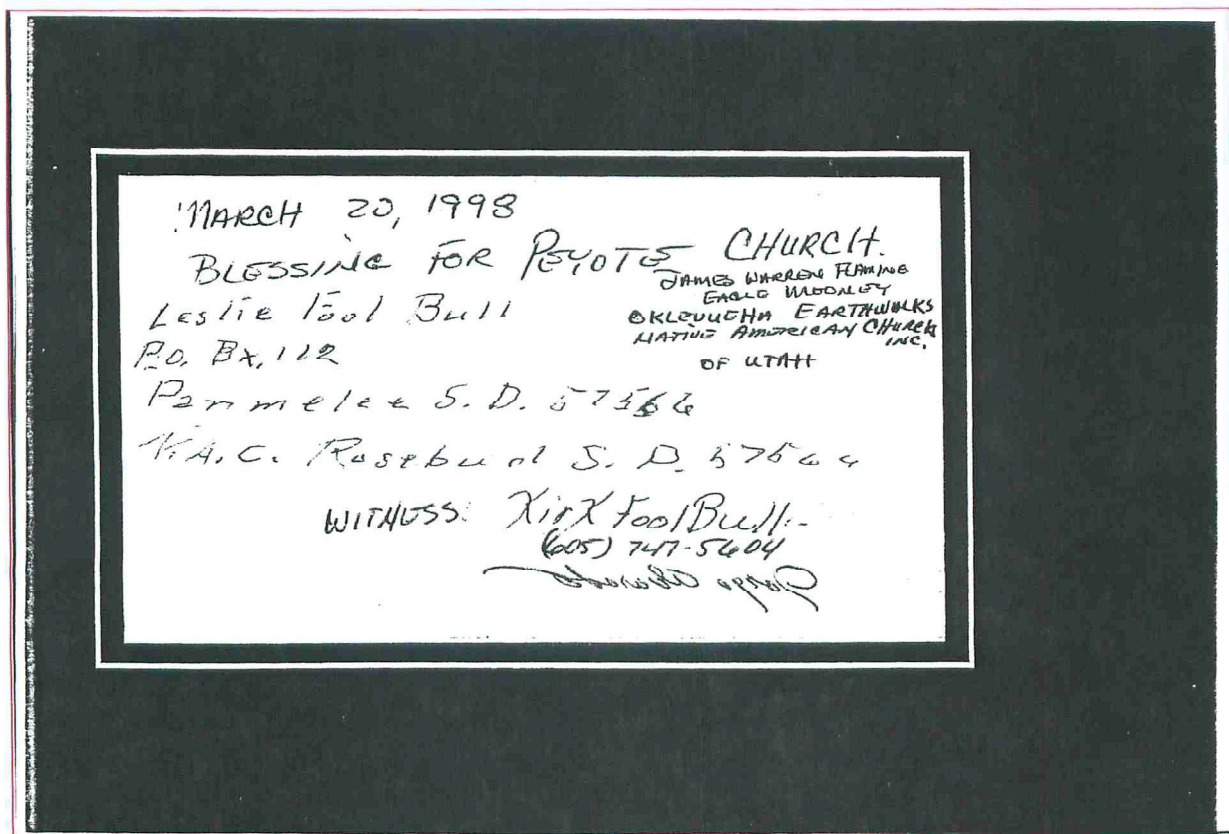 MARCH 20, 1998
BLESSING FOR PEYOTE CHURCH.
JAMES WARREN FLAMING
EAGLE MOONEY
OKLEVUEHA EARTHWALKS
NATIVE AMERICAN CHURCH
INC.
OF UTAH
Leslie Fool Bull
P.O. Bx. 112
Parmelee S.D. 57566
N.A.C. Rosebud S.D.
WITNESS: Kirk Fool Bull
(605) 747-5604